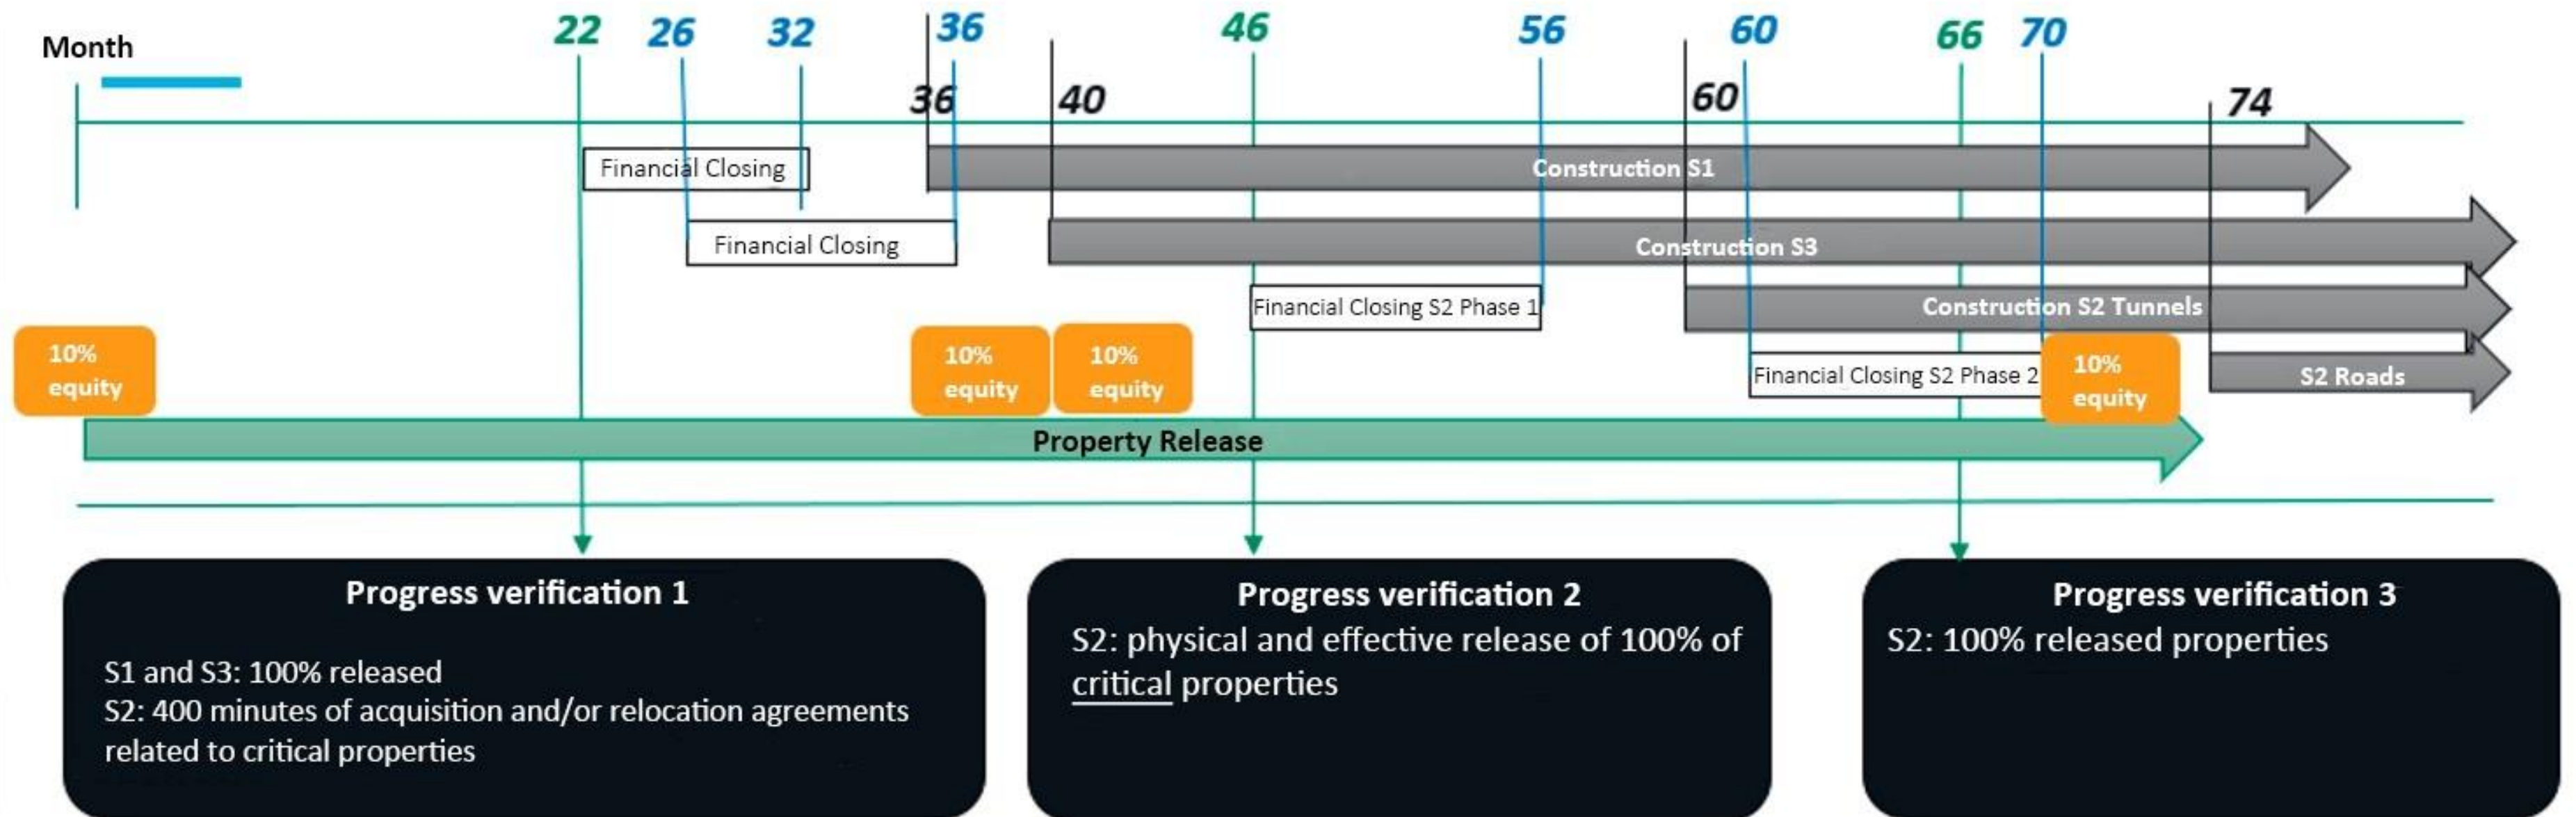 Month
22
26
32
36
46
56
60
66
70
36
40
60
74
Financial Closing
Construction S1
Financial Closing
Construction S3
Financial Closing S2 Phase 1
Construction S2 Tunnels
10%
equity
10%
equity
10%
equity
Financial Closing S2 Phase 2
10%
equity
S2 Roads
Property Release
Progress verification 1
S1 and S3: 100% released
S2: 400 minutes of acquisition and/or relocation agreements
related to critical properties
Progress verification 2
S2: physical and effective release of 100% of
critical properties
Progress verification 3
S2: 100% released properties